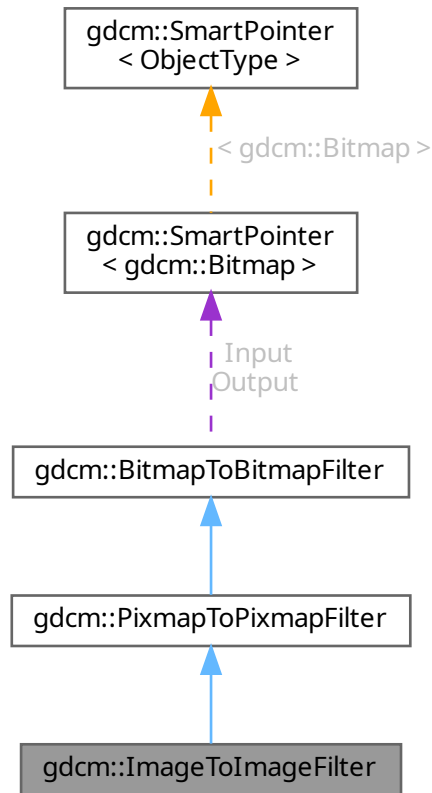 gdcm::SmartPointer
< ObjectType >
< gdcm::Bitmap >
gdcm::SmartPointer
< gdcm::Bitmap >
Input
Output
gdcm::BitmapToBitmapFilter
gdcm::PixmapToPixmapFilter
gdcm::ImageToImageFilter